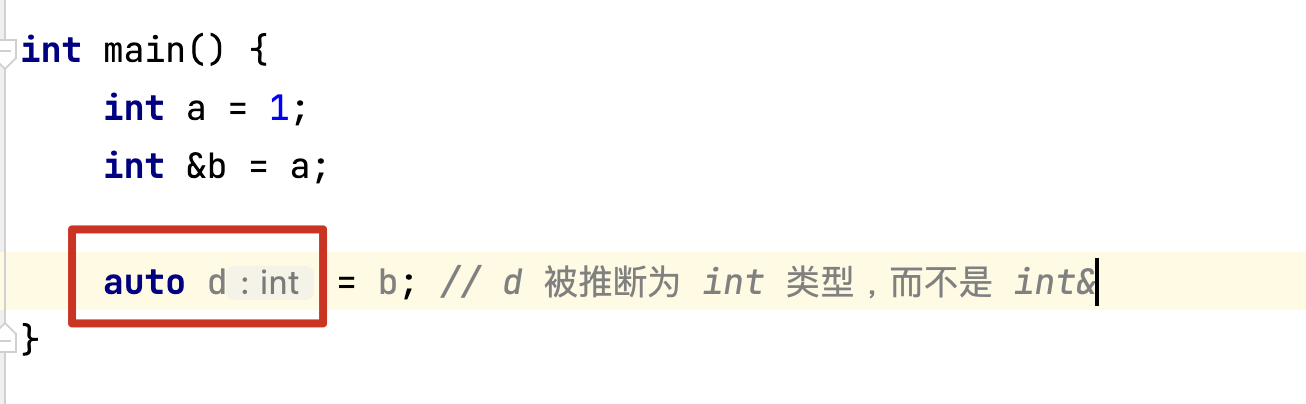 int main() {
    int a = 1;
    int &b = a;
    auto d : int = b; // d 被推断为 int 类型，而不是 int&
}